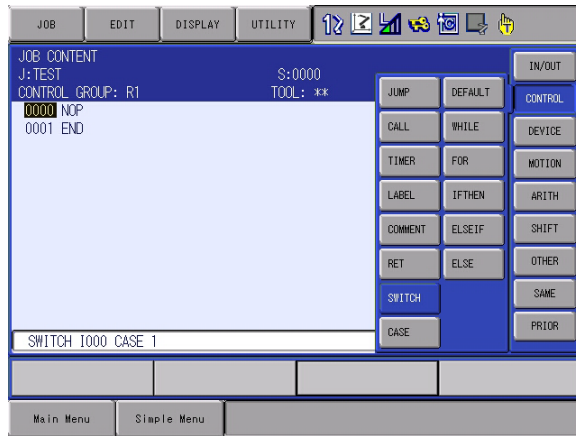 JOB EDIT DISPLAY UTILITY
JOB CONTENT
J:TEST S:0000
CONTROL GROUP: R1 TOOL: **
0000 NOP
0001 END
JUMP DEFAULT
CALL WHILE
TIMER FOR
LABEL IFTHEN
COMMENT ELSEIF
RET ELSE
SWITCH
CASE
IN/OUT
CONTROL
DEVICE
MOTION
ARITH
SHIFT
OTHER
SAME
PRIOR
SWITCH I000 CASE 1
Main Menu Simple Menu